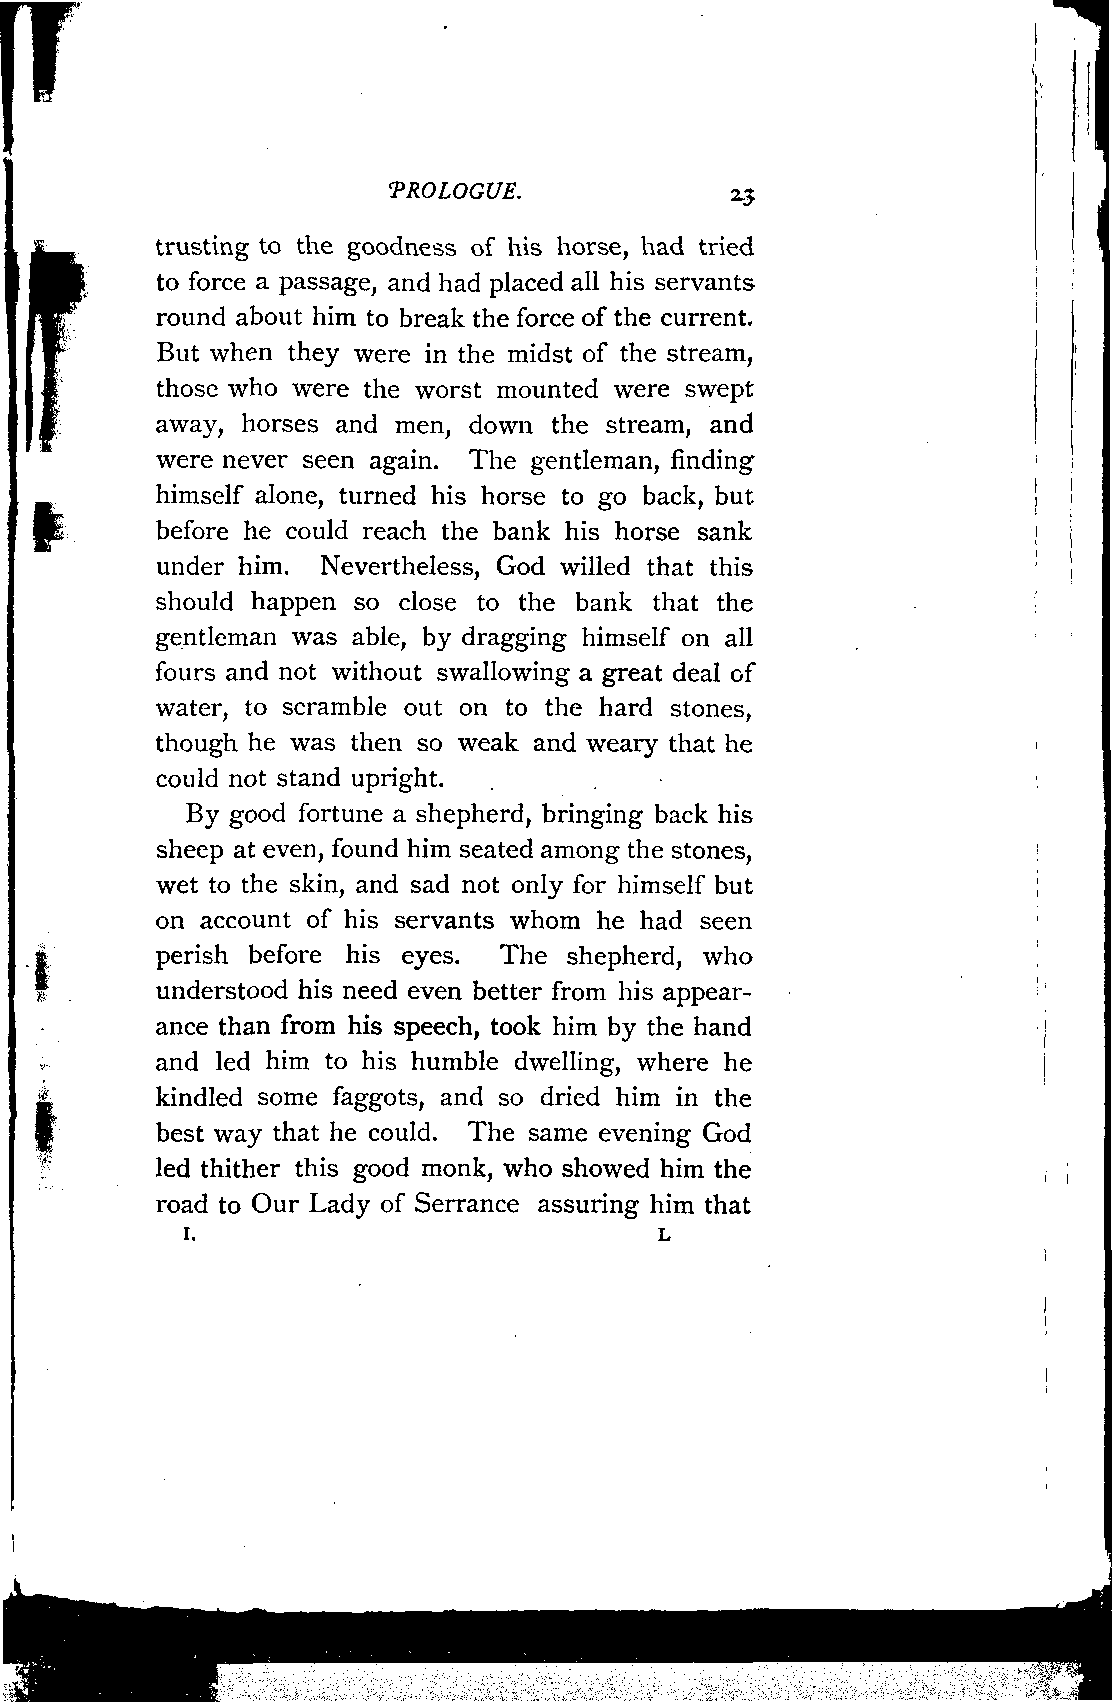 PROLOGUE. 23
trusting to the goodness of his horse, had tried
to force a passage, and had placed all his servants
round about him to break the force of the current.
But when they were in the midst of the stream,
those who were the worst mounted were swept
away, horses and men, down the stream, and
were never seen again. The gentleman, finding
himself alone, turned his horse to go back, but
before he could reach the bank his horse sank
under him. Nevertheless, God willed that this
should happen so close to the bank that the
gentleman was able, by dragging himself on all
fours and not without swallowing a great deal of
water, to scramble out on to the hard stones,
though he was then so weak and weary that he
could not stand upright.
By good fortune a shepherd, bringing back his
sheep at even, found him seated among the stones,
wet to the skin, and sad not only for himself but
on account of his servants whom he had seen
perish before his eyes. The shepherd, who
understood his need even better from his appear-
ance than from his speech, took him by the hand
and led him to his humble dwelling, where he
kindled some faggots, and so dried him in the
best way that he could. The same evening God
led thither this good monk, who showed him the
road to Our Lady of Serrance assuring him that
I. L